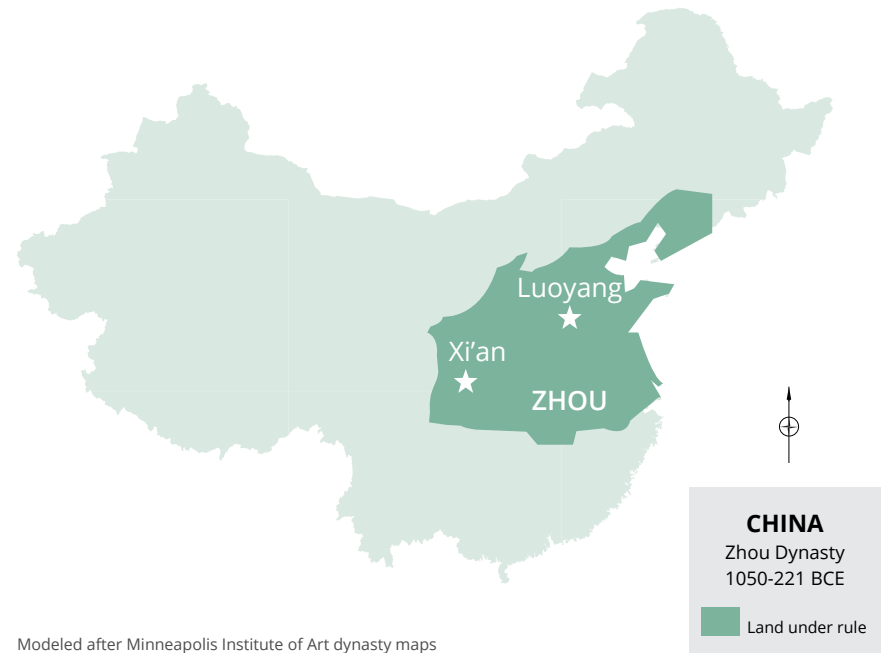 Luoyang
Xi’an
ZHOU
CHINA
Zhou Dynasty
1050-221 BCE
Land under rule
Modeled after Minneapolis Institute of Art dynasty maps